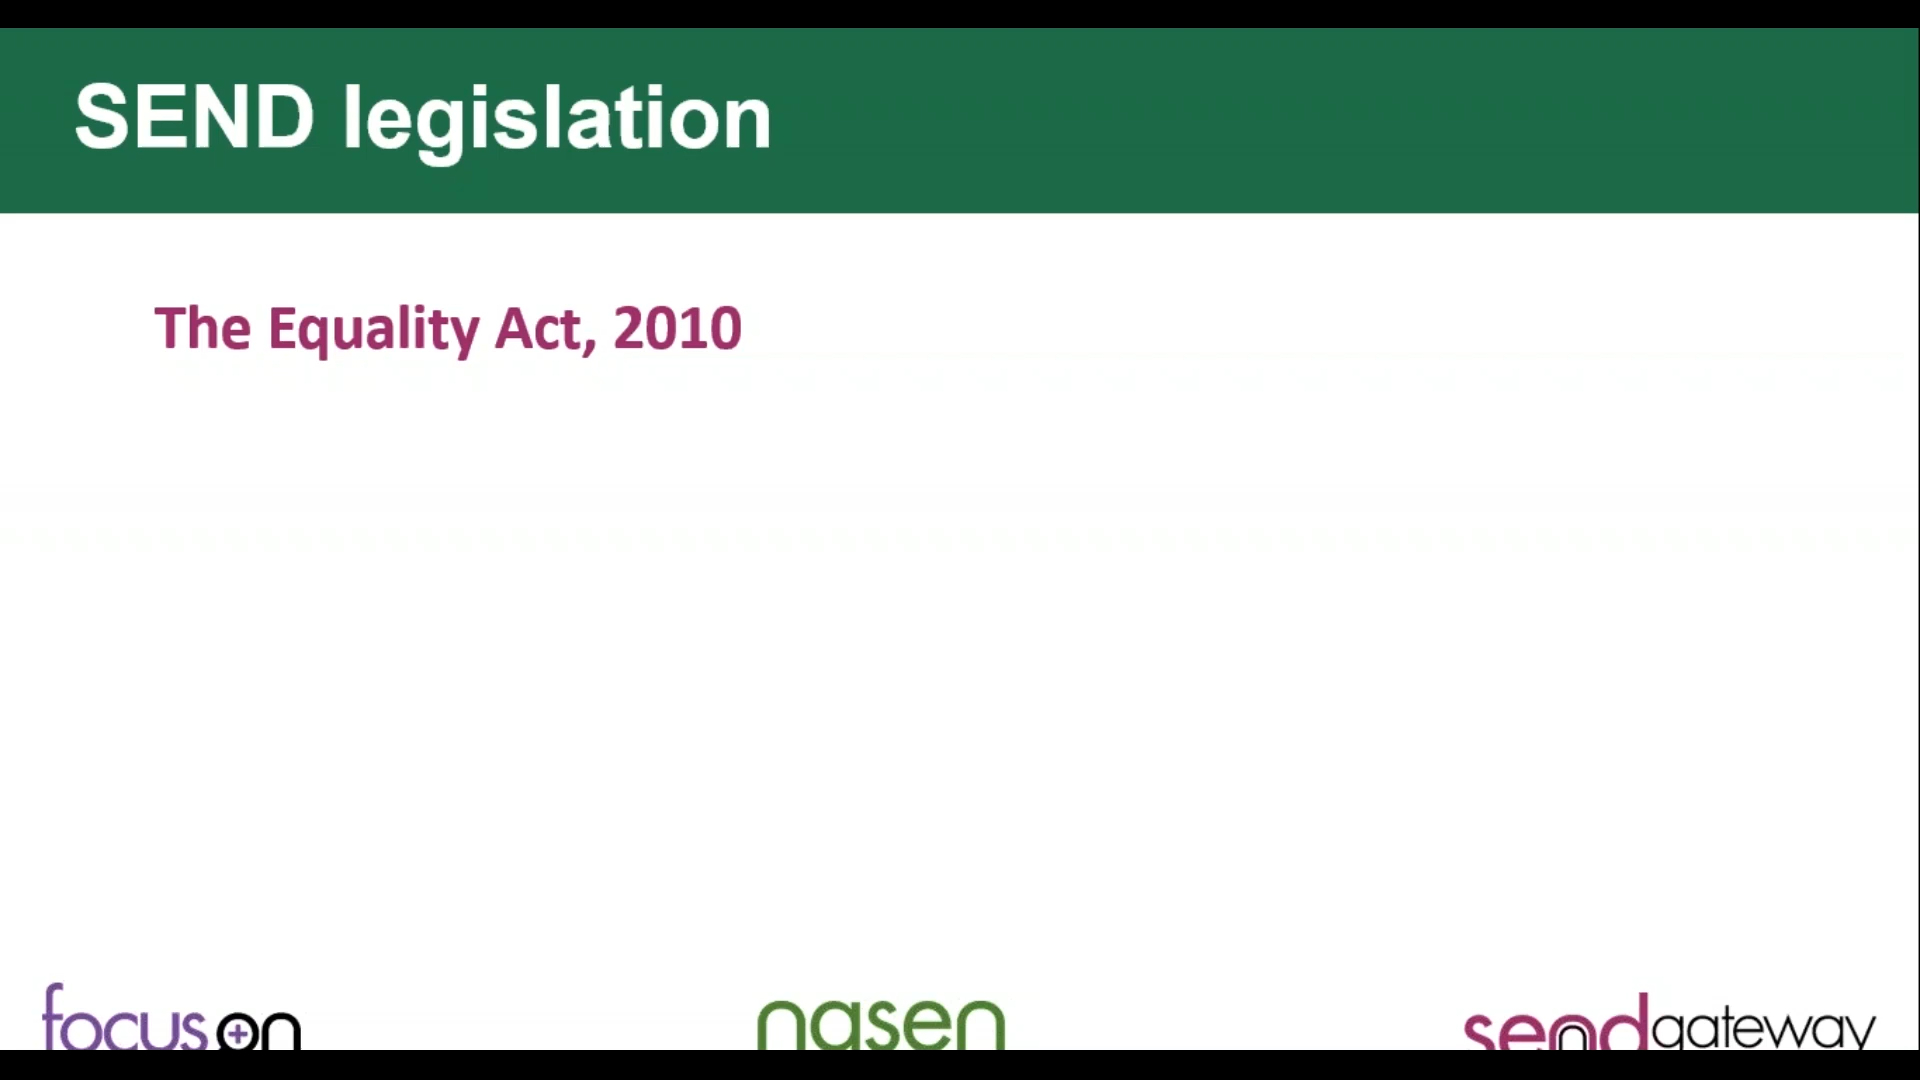 SEND legislation
The Equality Act, 2010
focus on
nasen
sendgateway